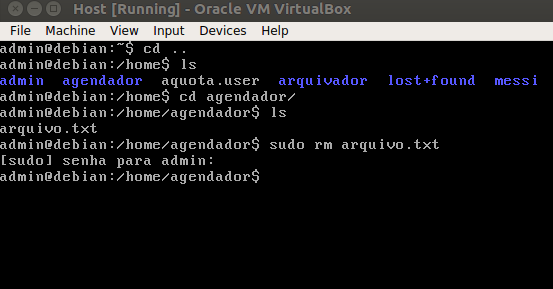 Host [Running] - Oracle VM VirtualBox
File Machine View Input Devices Help
admin@debian:~$ cd ..
admin@debian:/home$ ls
admin agendador aquota.user arquivador lost+found messi
admin@debian:/home$ cd agendador/
admin@debian:/home/agendador$ ls
arquivo.txt
admin@debian:/home/agendador$ sudo rm arquivo.txt
[sudo] senha para admin:
admin@debian:/home/agendador$